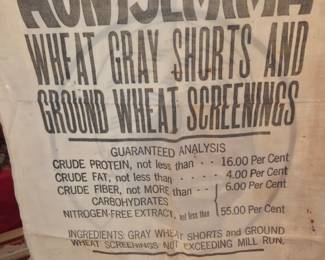 WHEAT GRAY SHORTS AND
GROUND WHEAT SCREENINGS
GUARANTEED ANALYSIS
CRUDE PROTEIN, not less than · · · 16.00 Per Cent
CRUDE FAT, not less than · · · · 4.00 Per Cent
CRUDE FIBER, not MORE than · · 6.00 Per Cent
CARBOHYDRATES
NITROGEN-FREE EXTRACT, not less than 55.00 Per Cent
INGREDIENTS: GRAY WHEAT SHORTS and GROUND
WHEAT SCREENINGS NOT EXCEEDING MILL RUN.